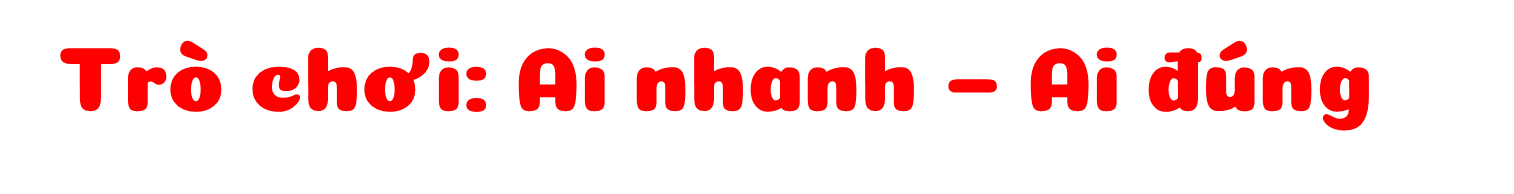 Trò chơi: Ai nhanh – Ai đúng